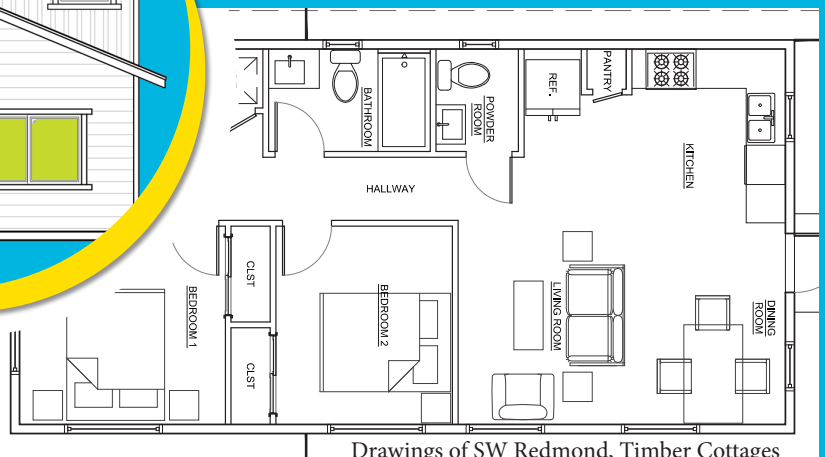 BATHROOM
POWDER
ROOM
REF.
PANTRY
KITCHEN
HALLWAY
CLST
BEDROOM 1
CLST
BEDROOM 2
LIVING ROOM
DINING
ROOM
Drawings of SW Redmond, Timber Cottages